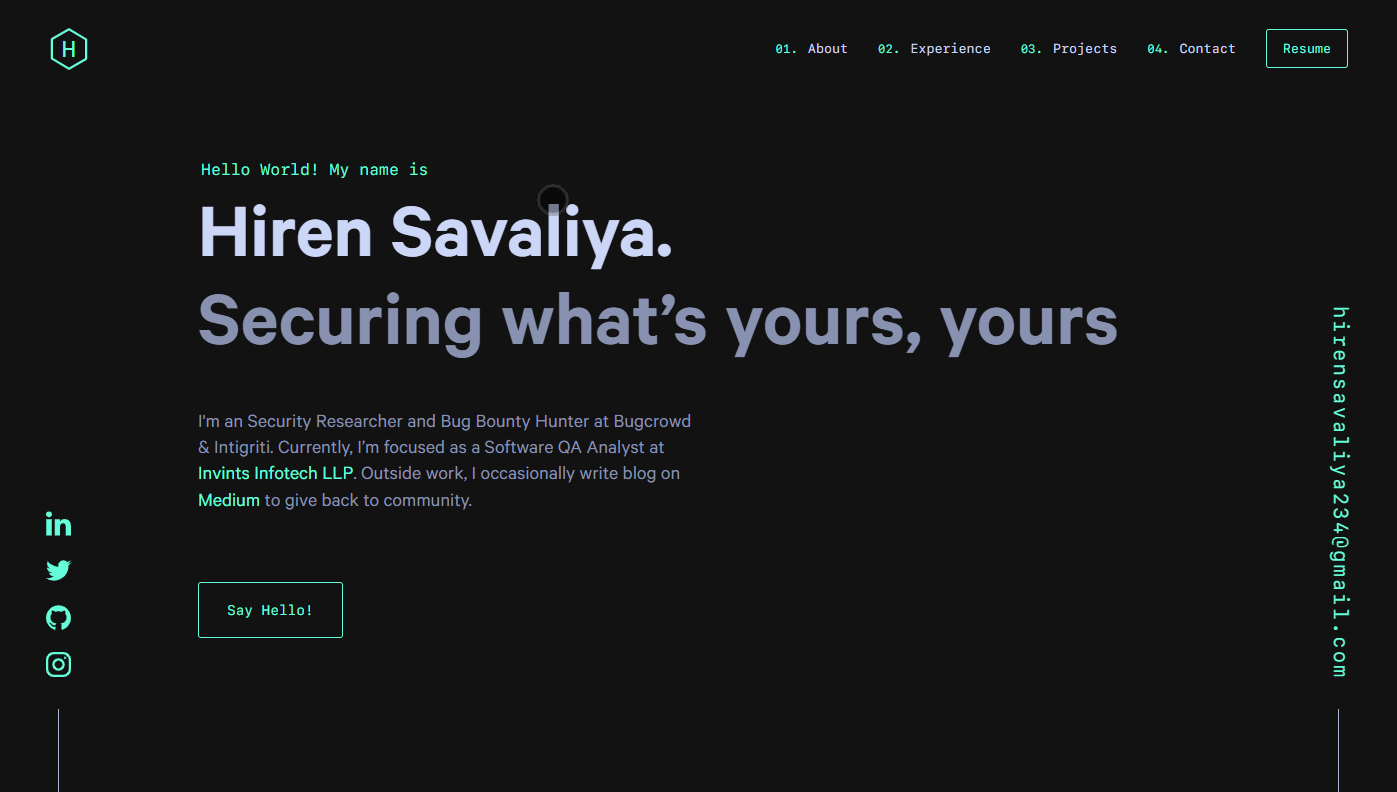 H
01. About 02. Experience 03. Projects 04. Contact Resume
Hello World! My name is
Hiren Savaliya.
Securing what’s yours, yours
I'm an Security Researcher and Bug Bounty Hunter at Bugcrowd
& Intigriti. Currently, I’m focused as a Software QA Analyst at
Invints Infotech LLP. Outside work, I occasionally write blog on
Medium to give back to community.
Say Hello!
in
hirensavaliya234@gmail.com